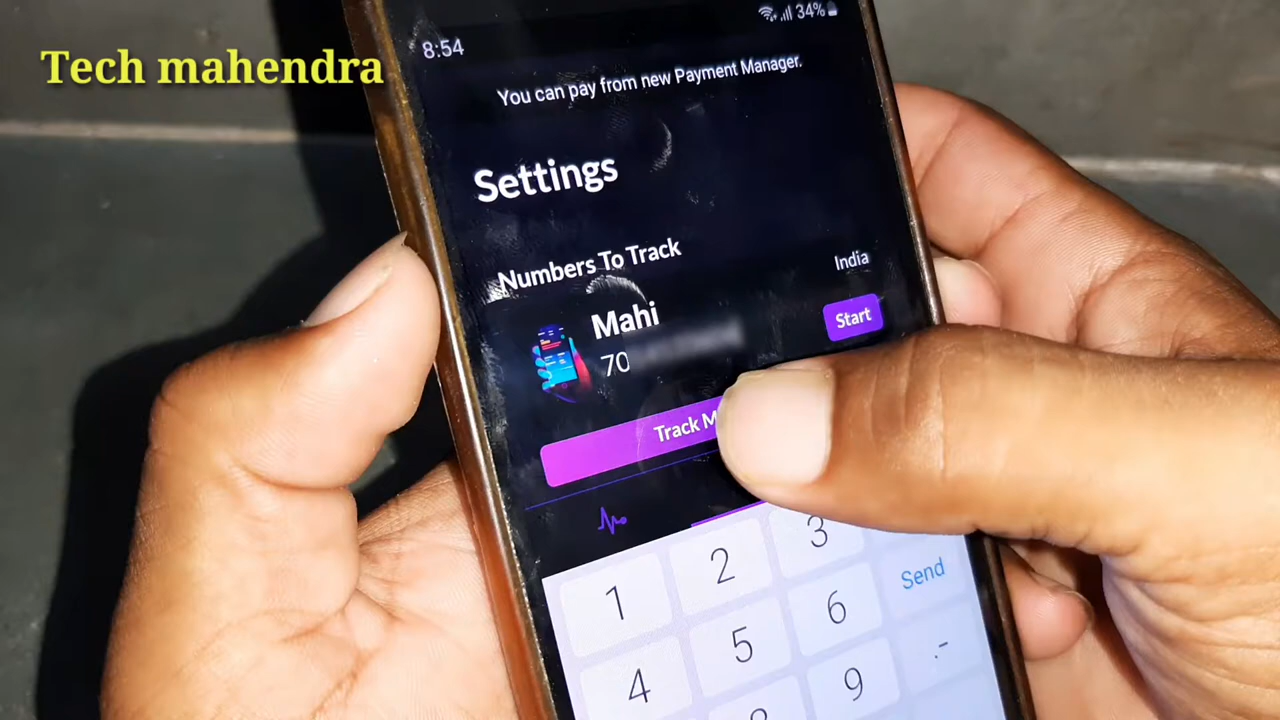 Tech mahendra
8:54
34%
You can pay from new Payment Manager.
Settings
Numbers To Track
India
Mahi
Start
70
Track
1
2
3
Send
4
5
6
.-
9